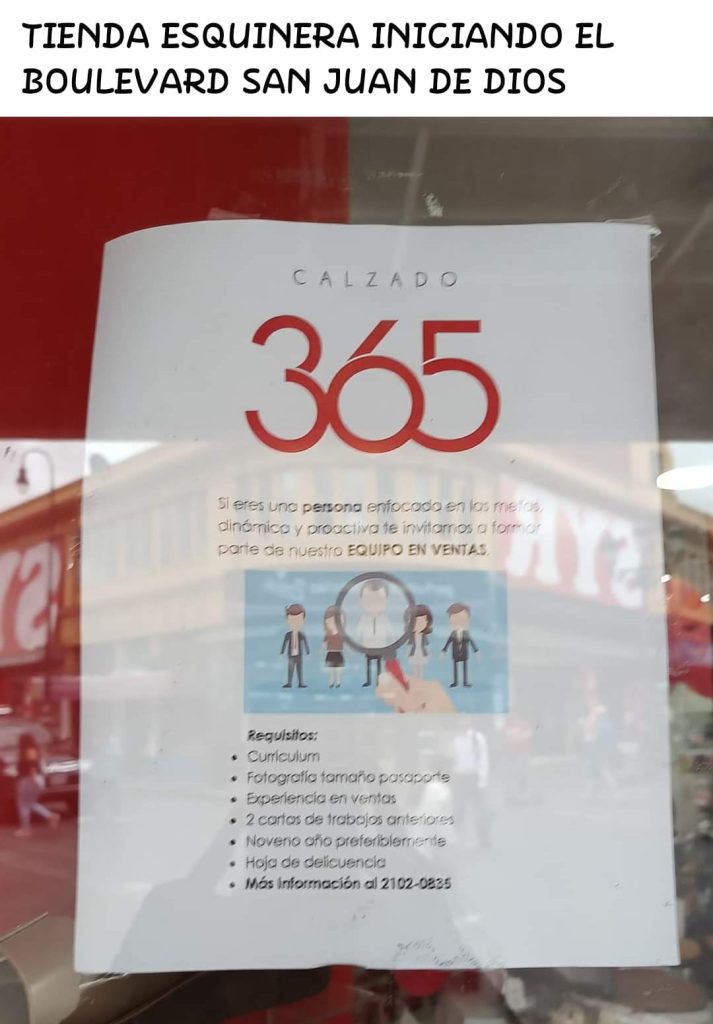 TIENDA ESQUINERA INICIANDO EL
BOULEVARD SAN JUAN DE DIOS
CALZADO
365
Si eres una persona enfocada en las metas,
dinámica y proactiva te invitamos a formar
parte de nuestro EQUIPO EN VENTAS.
Requisitos:
• Curriculum
• Fotografía tamaño pasaporte
• Experiencia en ventas
• 2 cartas de trabajos anteriores
• Noveno año preferiblemente
• Hoja de delicuencia
• Más información al 2102-0835